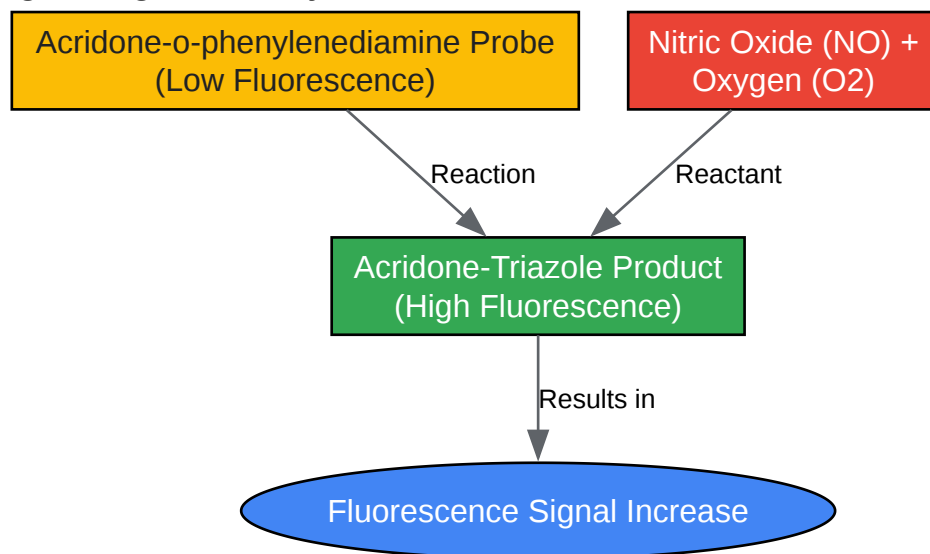 Acridone-o-phenylenediamine Probe
(Low Fluorescence)
Nitric Oxide (NO) +
Oxygen (O2)
Reaction
Reactant
Acridone-Triazole Product
(High Fluorescence)
Results in
Fluorescence Signal Increase